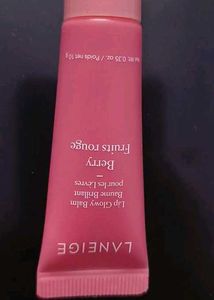 LANEIGE
Lip Glowy Balm
Baume Brillant
pour les Lèvres
Berry
Fruits rouge
Net Wt. 0.35 oz. / Poids net 10 g